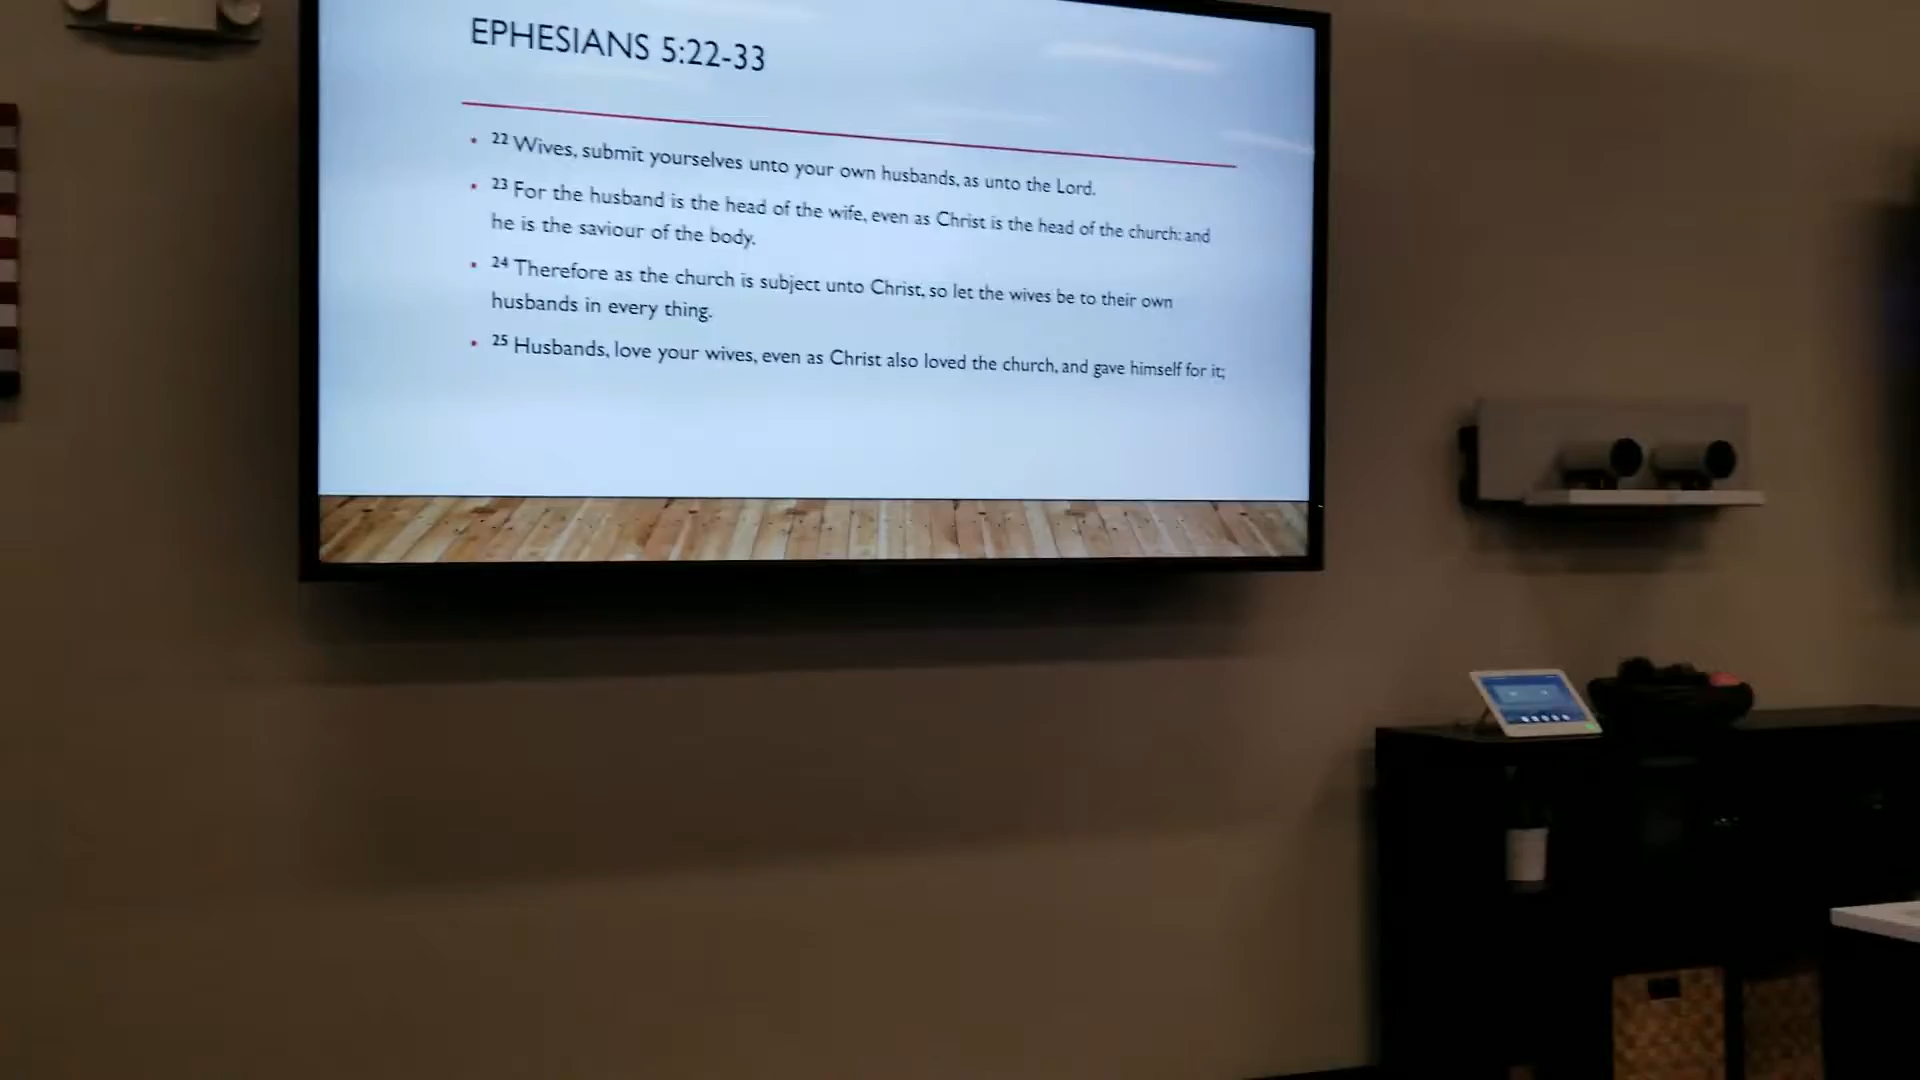 EPHESIANS 5:22-33
• 22 Wives, submit yourselves unto your own husbands, as unto the Lord.
• 23 For the husband is the head of the wife, even as Christ is the head of the church: and
he is the saviour of the body.
• 24 Therefore as the church is subject unto Christ, so let the wives be to their own
husbands in every thing.
• 25 Husbands, love your wives, even as Christ also loved the church, and gave himself for it;